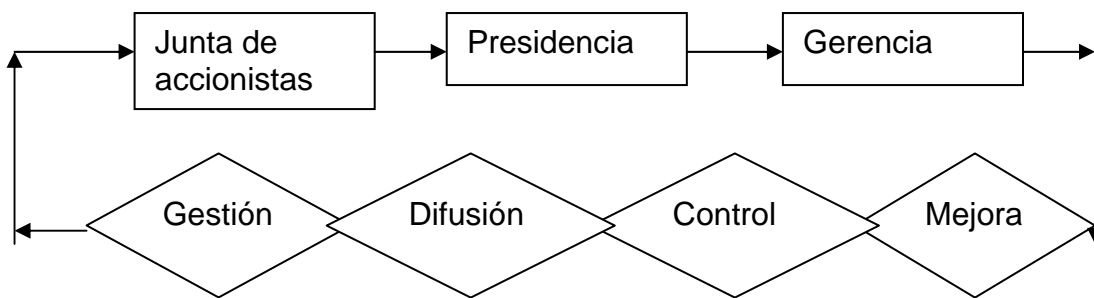 Junta de
accionistas
Presidencia
Gerencia
Gestión
Difusión
Control
Mejora